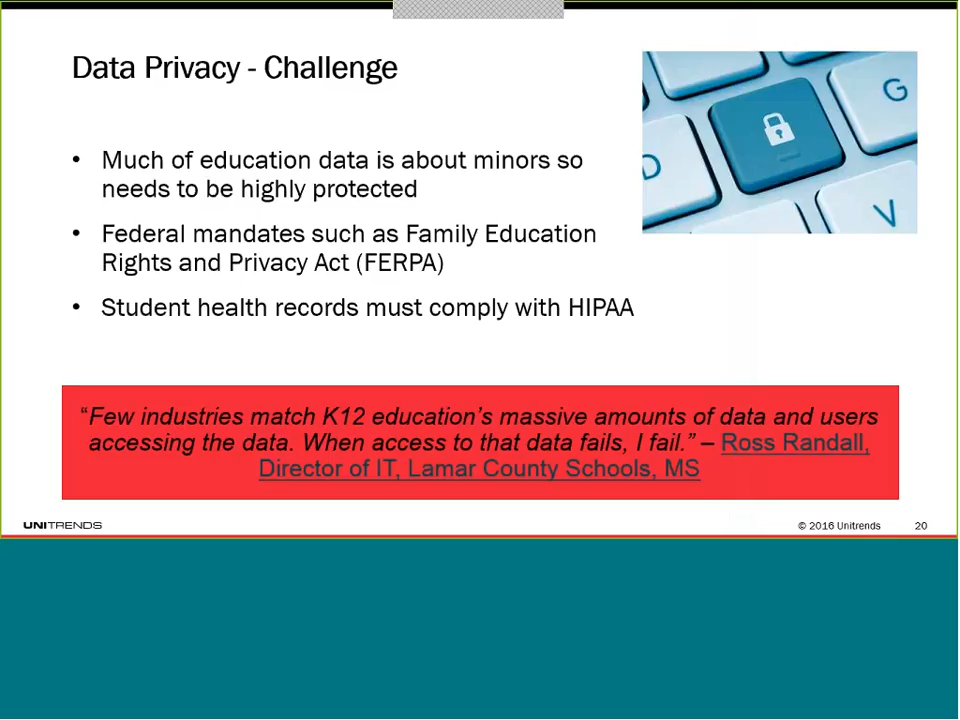 Data Privacy - Challenge
G
D
V
• Much of education data is about minors so
needs to be highly protected
• Federal mandates such as Family Education
Rights and Privacy Act (FERPA)
• Student health records must comply with HIPAA
“Few industries match K12 education’s massive amounts of data and users
accessing the data. When access to that data fails, I fail.” – Ross Randall,
Director of IT, Lamar County Schools, MS
UNITRENDS
© 2016 Unitrends
20